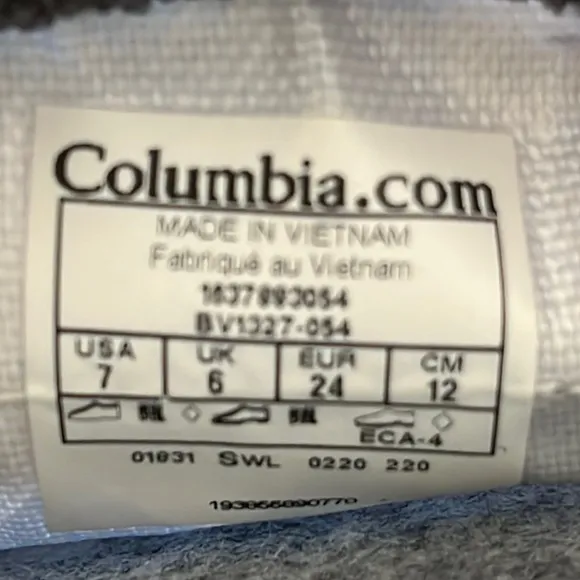 Columbia.com
MADE IN VIETNAM
Fabriqué au Vietnam
BV1327-054
USA UK EUR CM
7 6 24 12
ECA-4
01831 SWL 0220 220